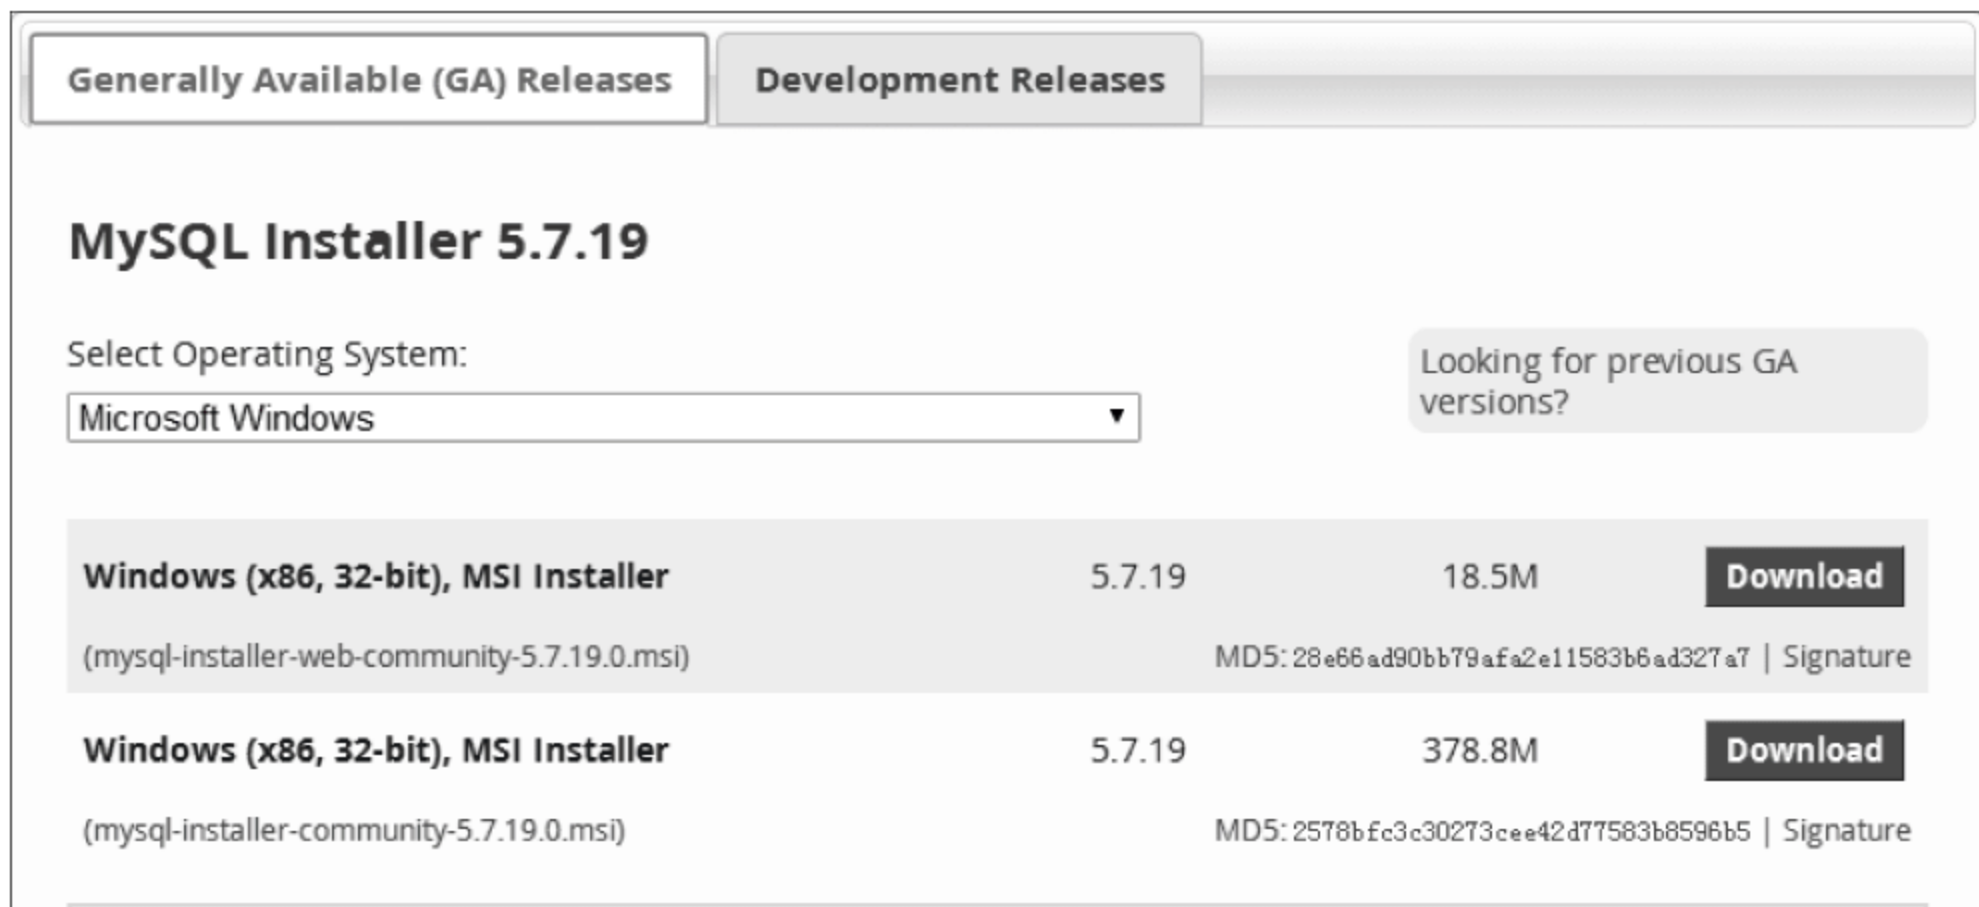 Generally Available (GA) Releases
Development Releases
MySQL Installer 5.7.19
Select Operating System:
Microsoft Windows
Looking for previous GA
versions?
Windows (x86, 32-bit), MSI Installer 5.7.19 18.5M Download
(mysql-installer-web-community-5.7.19.0.msi) MD5: 28e66ad90bb79afa2e11583b6ad327a7 | Signature
Windows (x86, 32-bit), MSI Installer 5.7.19 378.8M Download
(mysql-installer-community-5.7.19.0.msi) MD5: 2578bfc3c30273cee42d77583b8596b5 | Signature